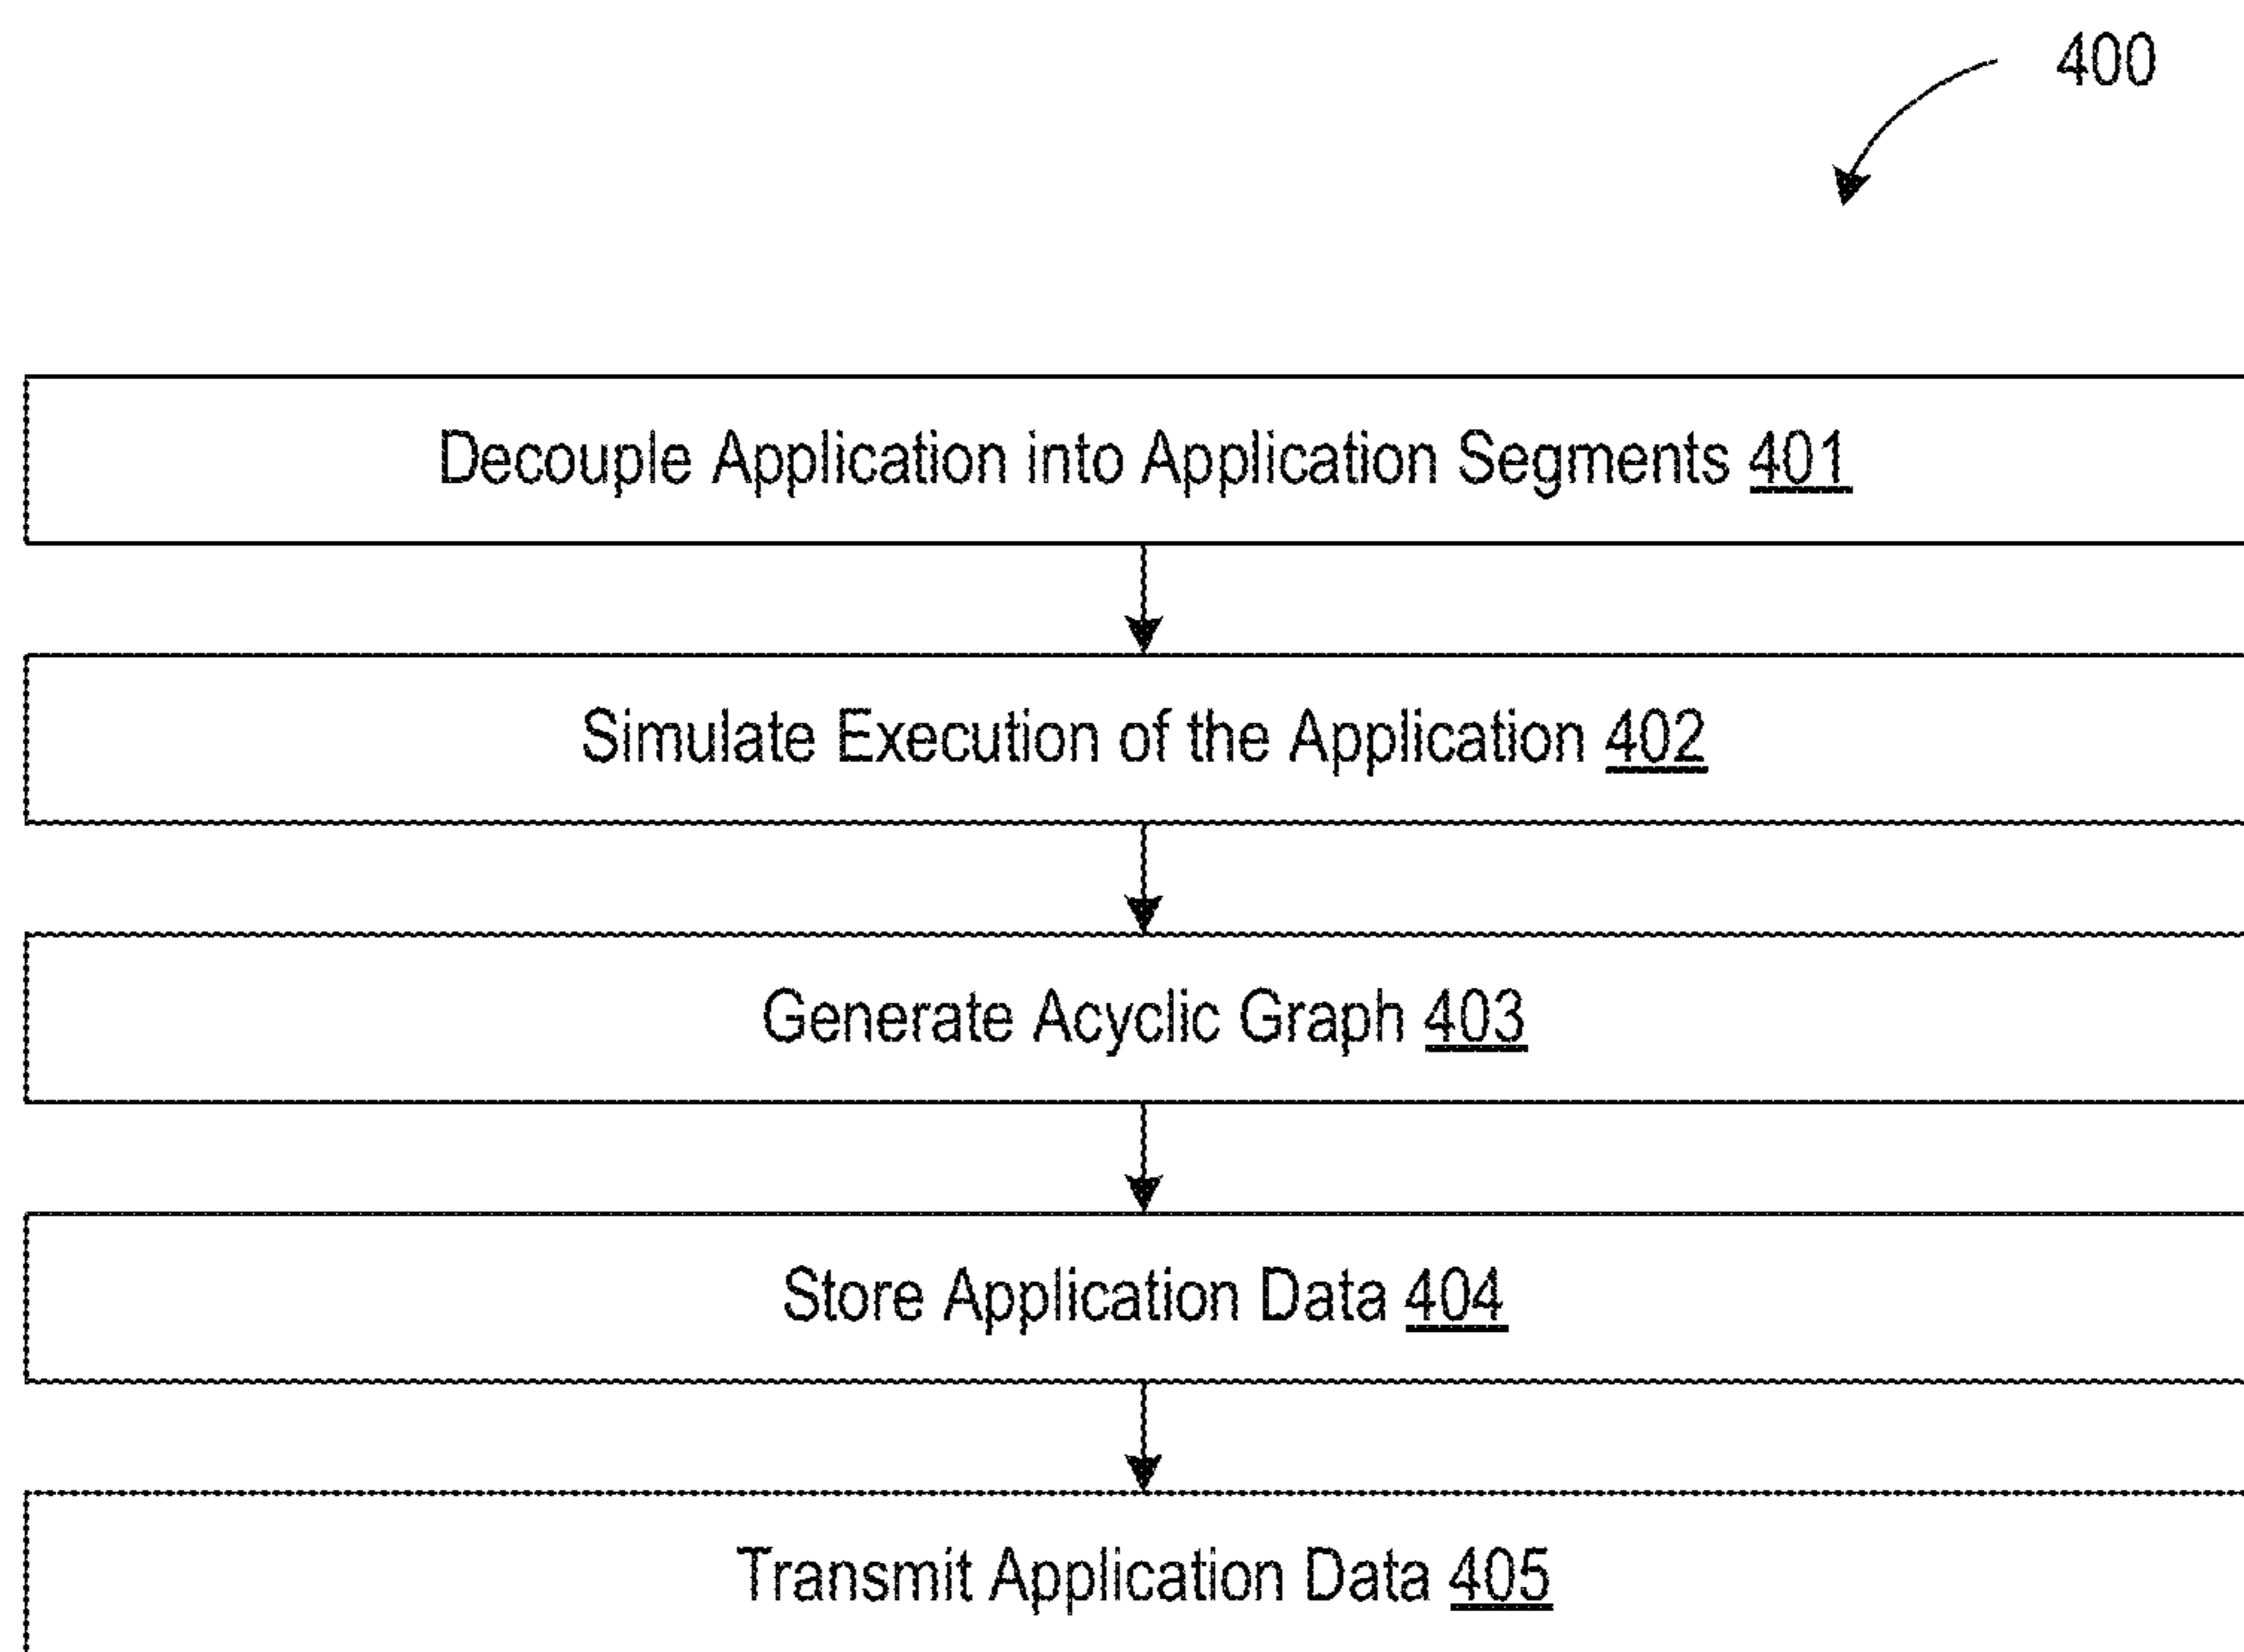 400
Decouple Application into Application Segments 401
Simulate Execution of the Application 402
Generate Acyclic Graph 403
Store Application Data 404
Transmit Application Data 405